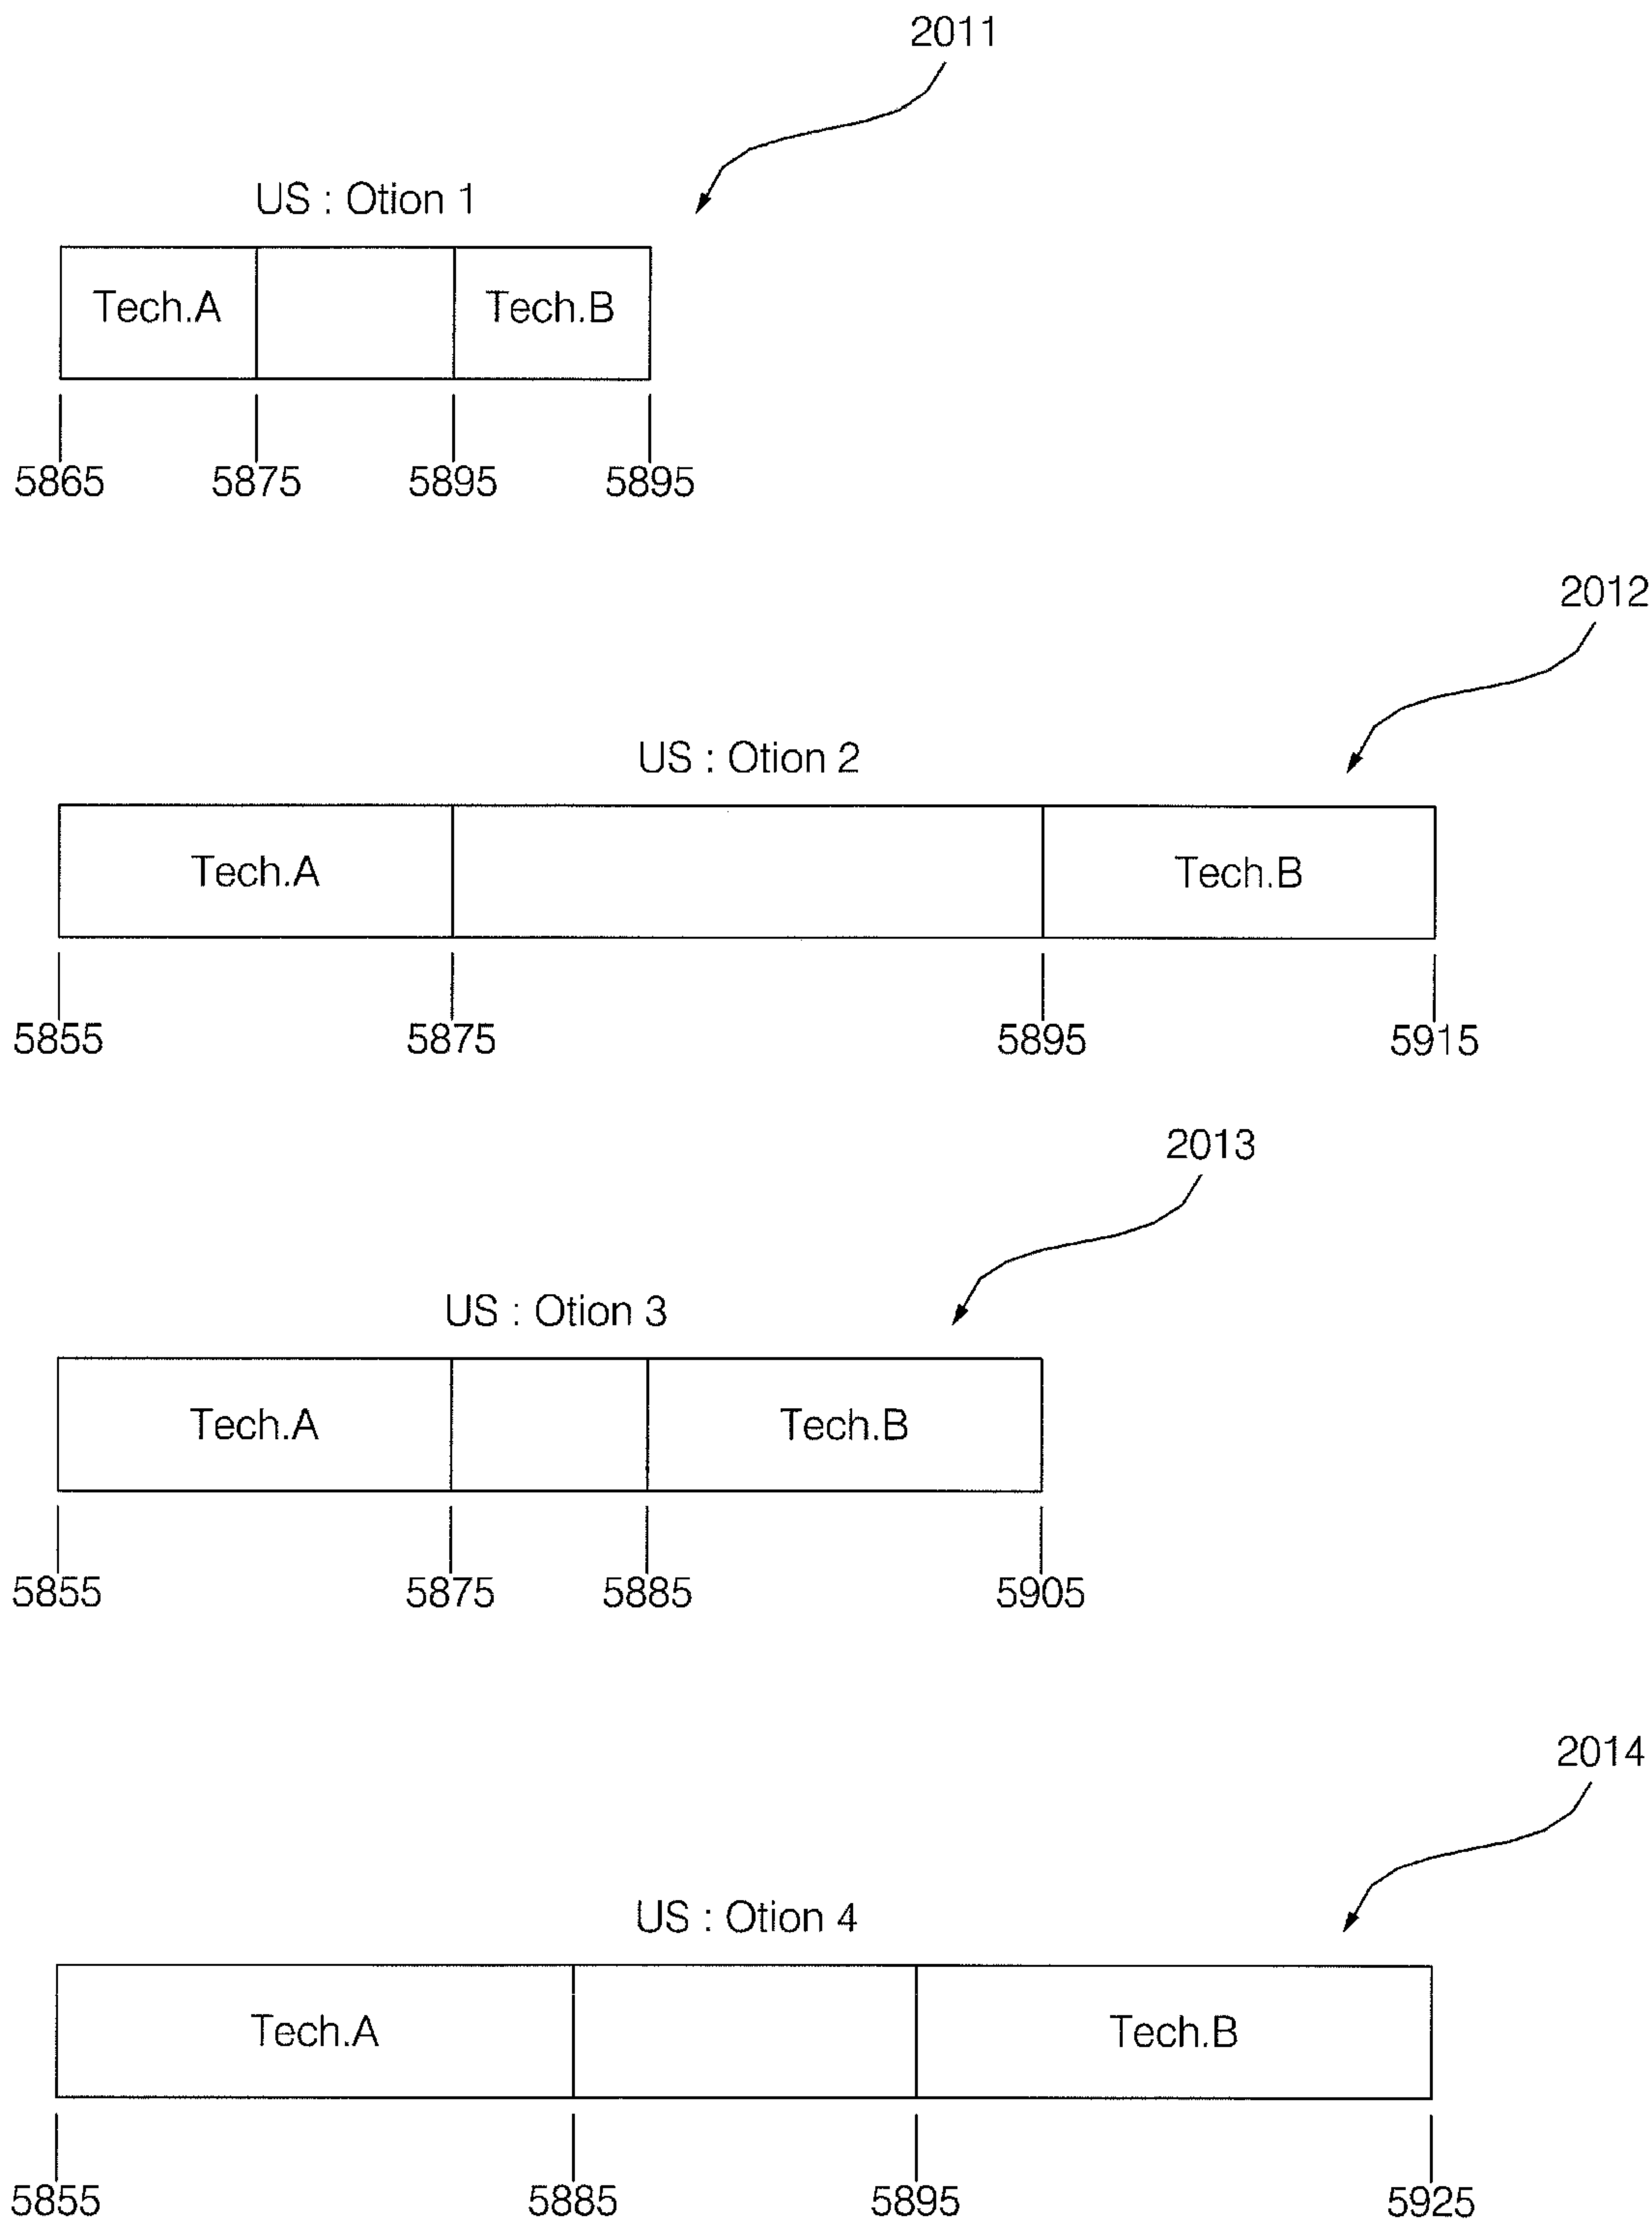 2011
US : Otion 1
Tech.A Tech.B
5865 5875 5895 5895
2012
US : Otion 2
Tech.A Tech.B
5855 5875 5895 5915
2013
US : Otion 3
Tech.A Tech.B
5855 5875 5885 5905
2014
US : Otion 4
Tech.A Tech.B
5855 5885 5895 5925